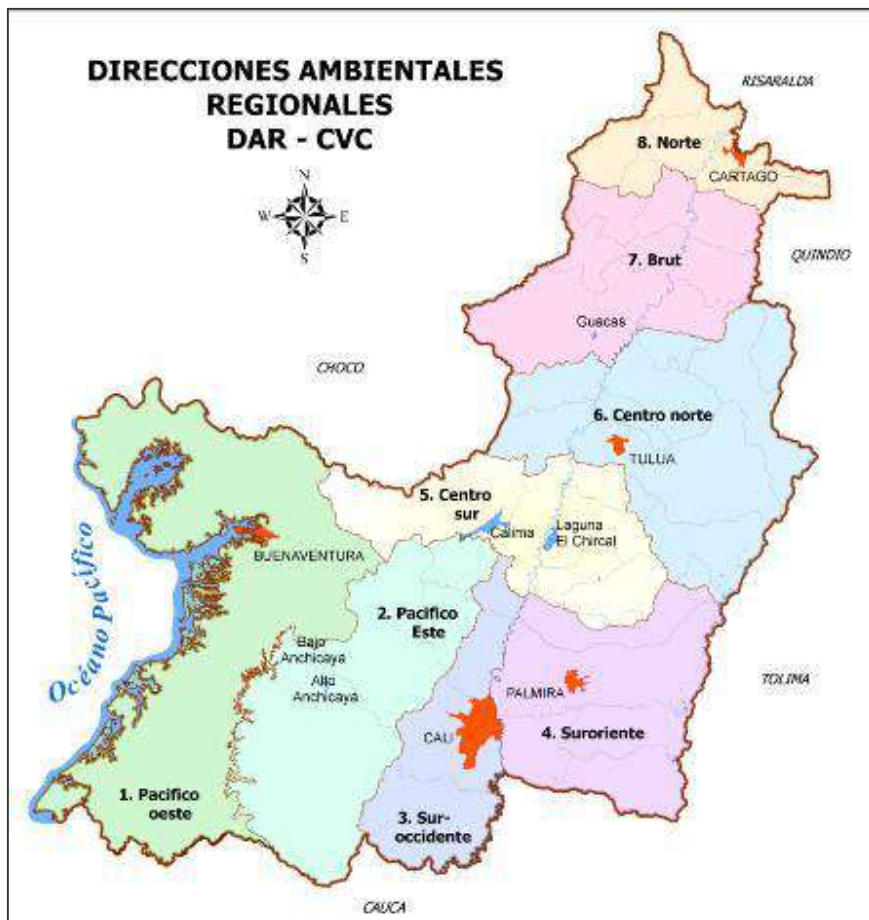 DIRECCIONES AMBIENTALES
REGIONALES
DAR - CVC
N
W
E
S
RISARALDA
8. Norte
CARTAGO
QUINDIO
7. Brut
Guacas
CHOCO
6. Centro norte
TULUA
5. Centro
sur
Calima
Laguna
El Chircal
BUENAVENTURA
Océano pacífico
2. Pacifico
Este
Bajo
Anchicaya
Alto
Anchicaya
TOLIMA
PALMIRA
4. Suroriente
CALI
1. Pacifico
oeste
3. Sur-
occidente
CAUCA